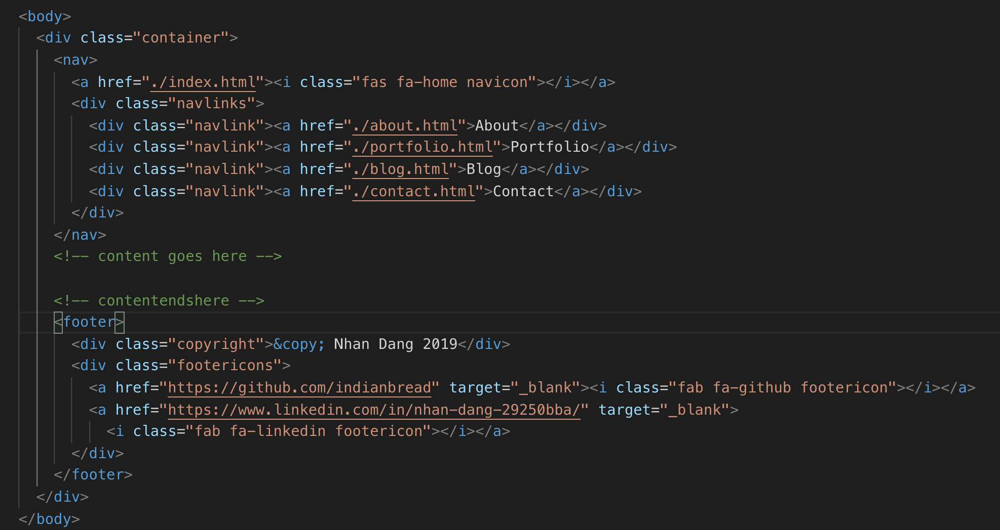 <body>
<div class="container">
<nav>
<a href="./index.html"><i class="fas fa-home navicon"></i></a>
<div class="navlinks">
<div class="navlink"><a href="./about.html">About</a></div>
<div class="navlink"><a href="./portfolio.html">Portfolio</a></div>
<div class="navlink"><a href="./blog.html">Blog</a></div>
<div class="navlink"><a href="./contact.html">Contact</a></div>
</div>
</nav>
<!-- content goes here -->
<!-- contentendshere -->
<footer>
<div class="copyright">&copy; Nhan Dang 2019</div>
<div class="footericons">
<a href="https://github.com/indianbread" target="_blank"><i class="fab fa-github footericon"></i></a>
<a href="https://www.linkedin.com/in/nhan-dang-29250bba/" target="_blank">
<i class="fab fa-linkedin footericon"></i></a>
</div>
</footer>
</div>
</body>